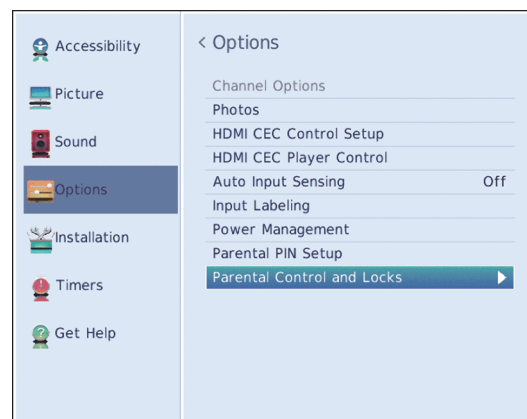 Accessibility
Picture
Sound
Options
Installation
Timers
Get Help
< Options
Channel Options
Photos
HDMI CEC Control Setup
HDMI CEC Player Control
Auto Input Sensing Off
Input Labeling
Power Management
Parental PIN Setup
Parental Control and Locks